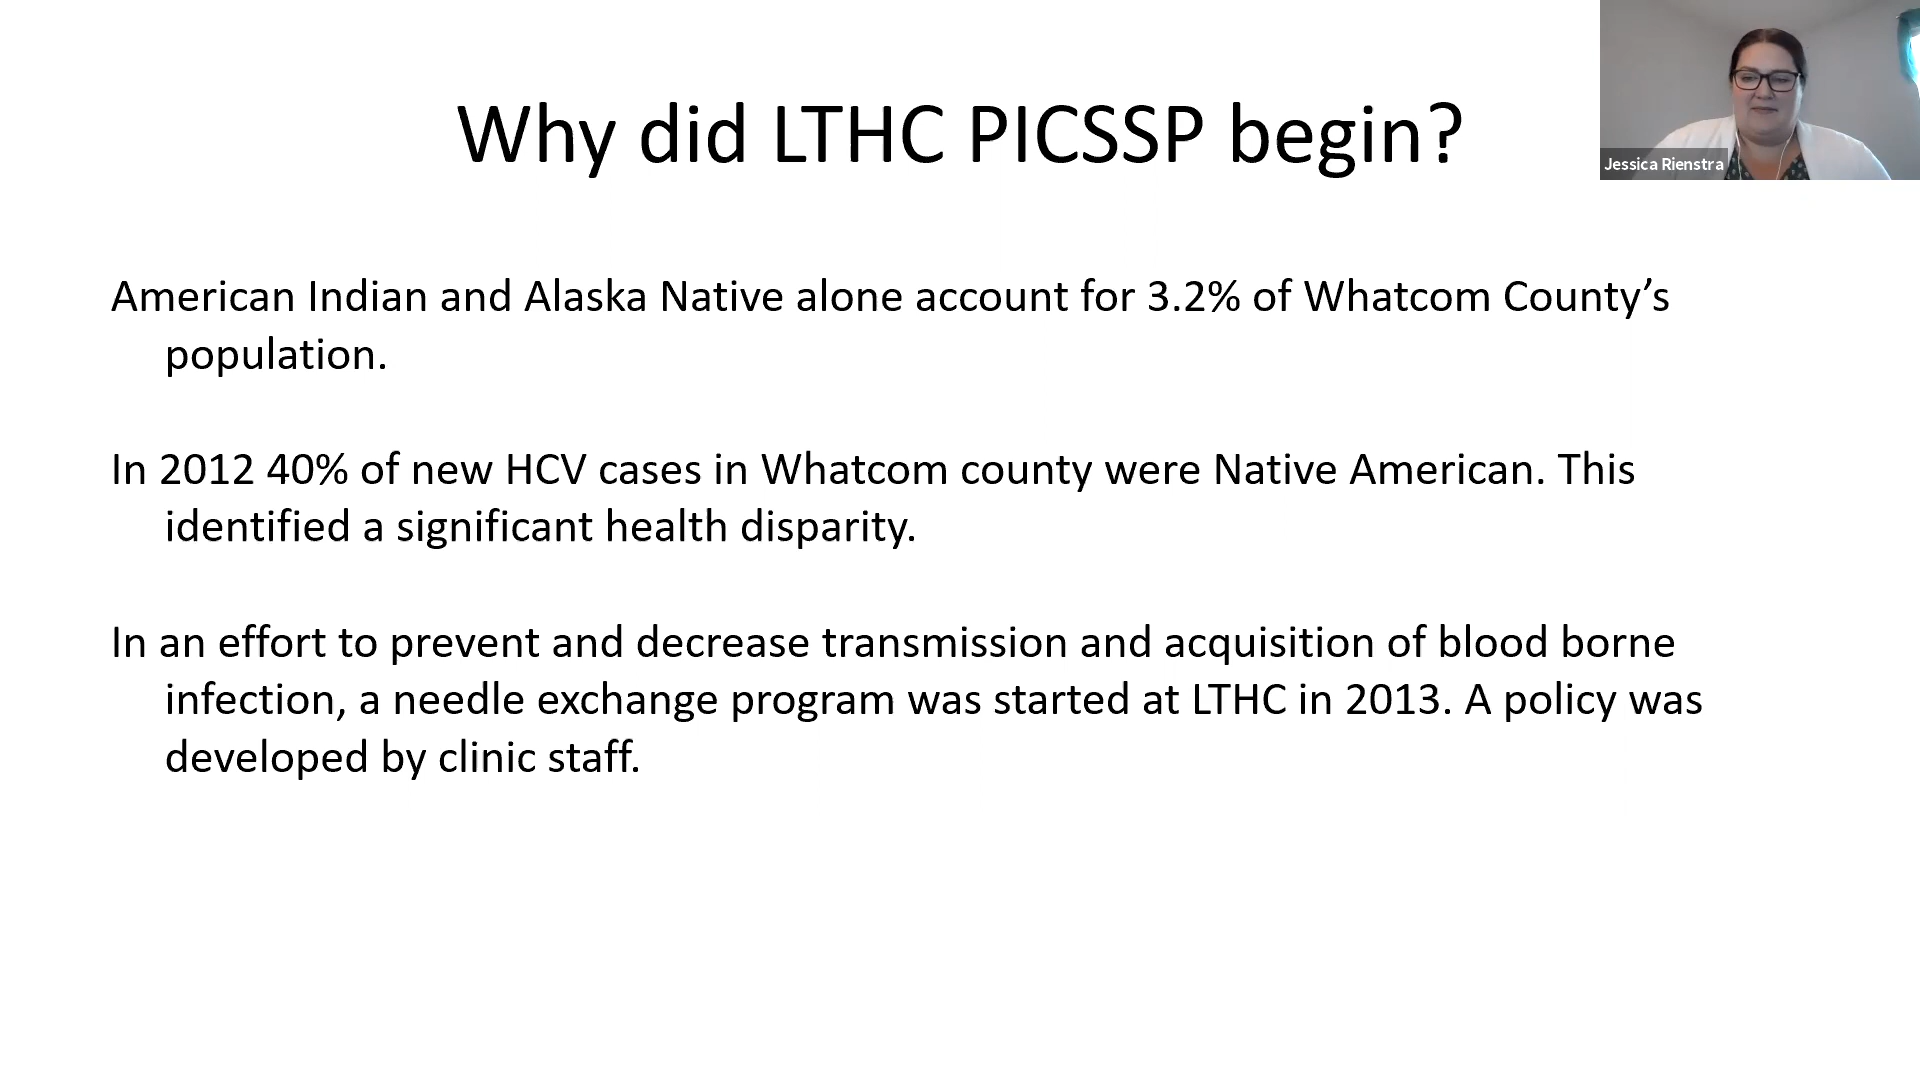 Why did LTHC PICSSP begin?
Jessica Rienstra
American Indian and Alaska Native alone account for 3.2% of Whatcom County’s
population.
In 2012 40% of new HCV cases in Whatcom county were Native American. This
identified a significant health disparity.
In an effort to prevent and decrease transmission and acquisition of blood borne
infection, a needle exchange program was started at LTHC in 2013. A policy was
developed by clinic staff.